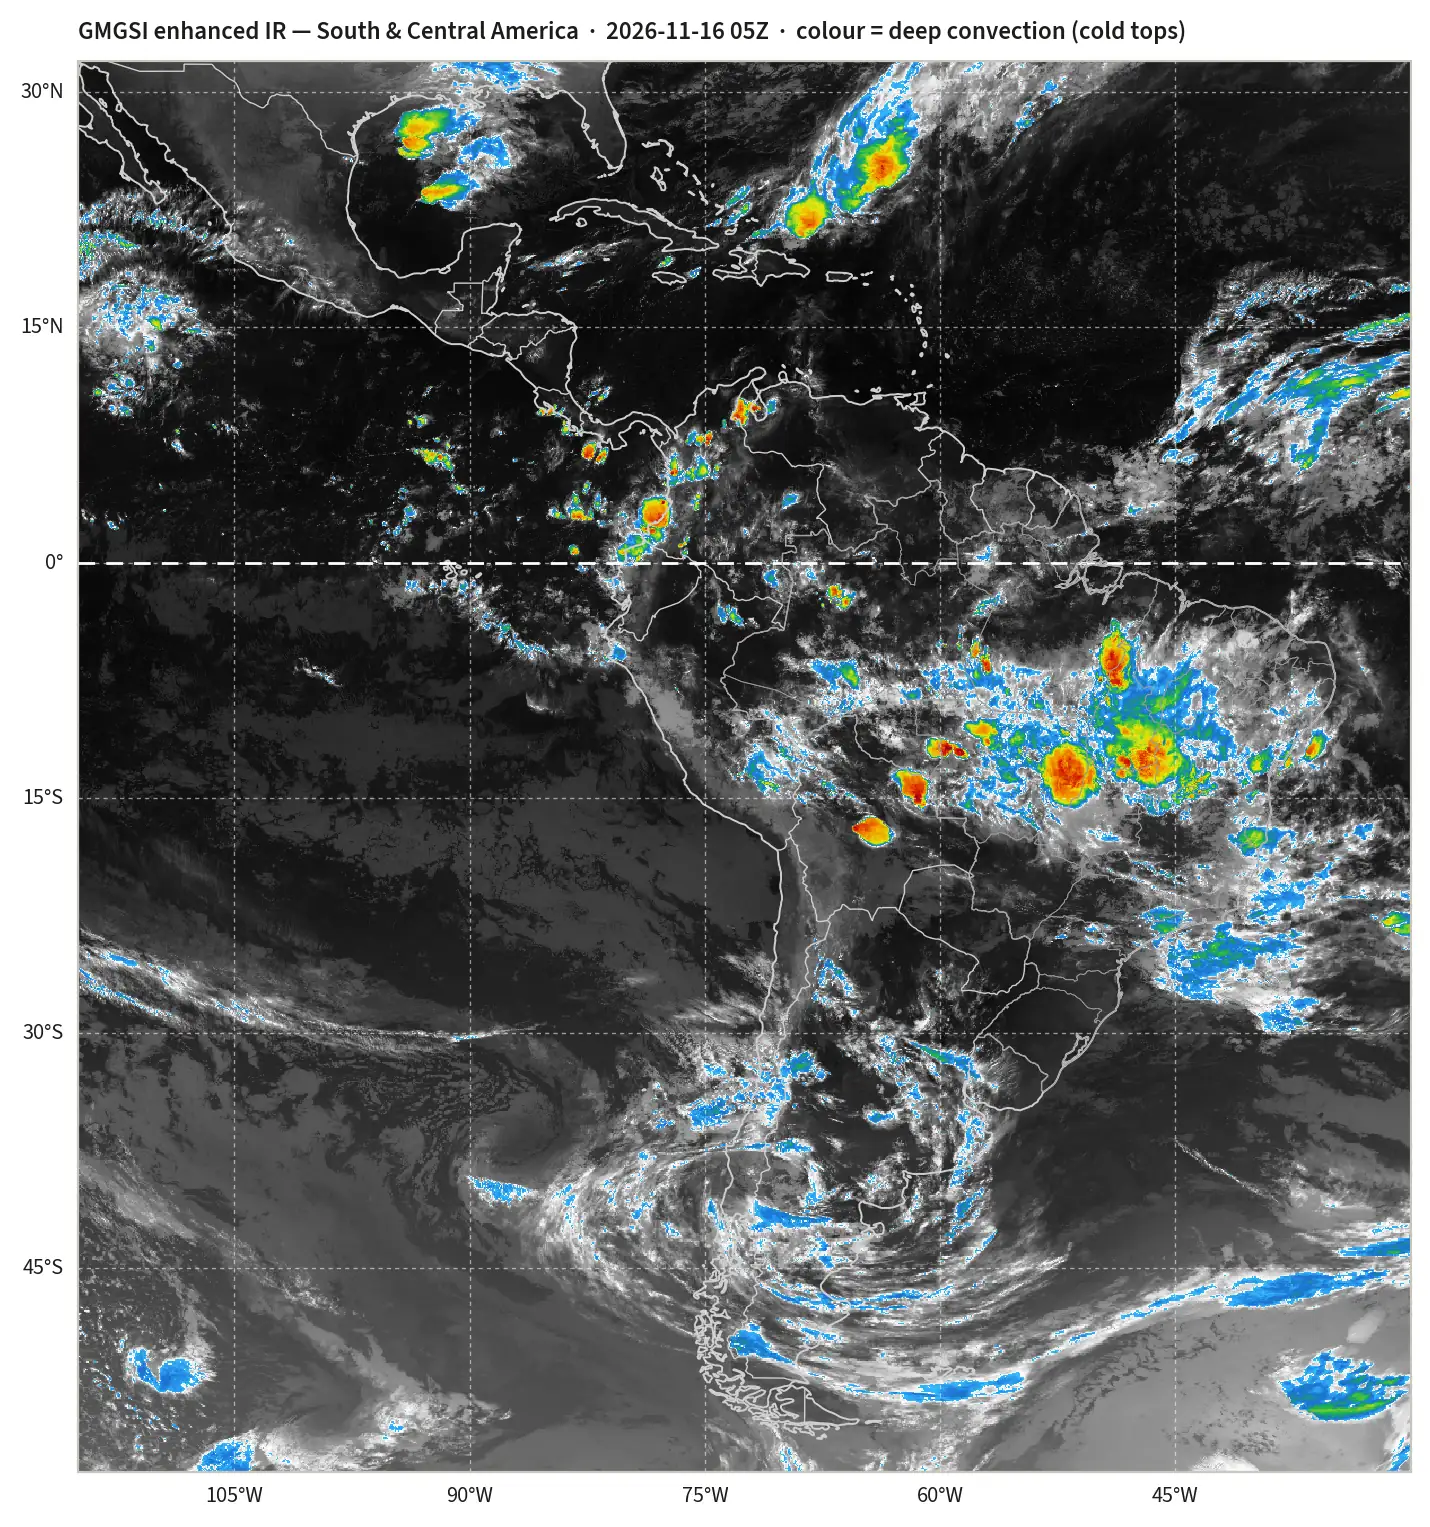 GMGSI enhanced IR — South & Central America · 2026-11-16 05Z · colour = deep convection (cold tops)
30°N
15°N
0°
15°S
30°S
45°S
105°W 90°W 75°W 60°W 45°W